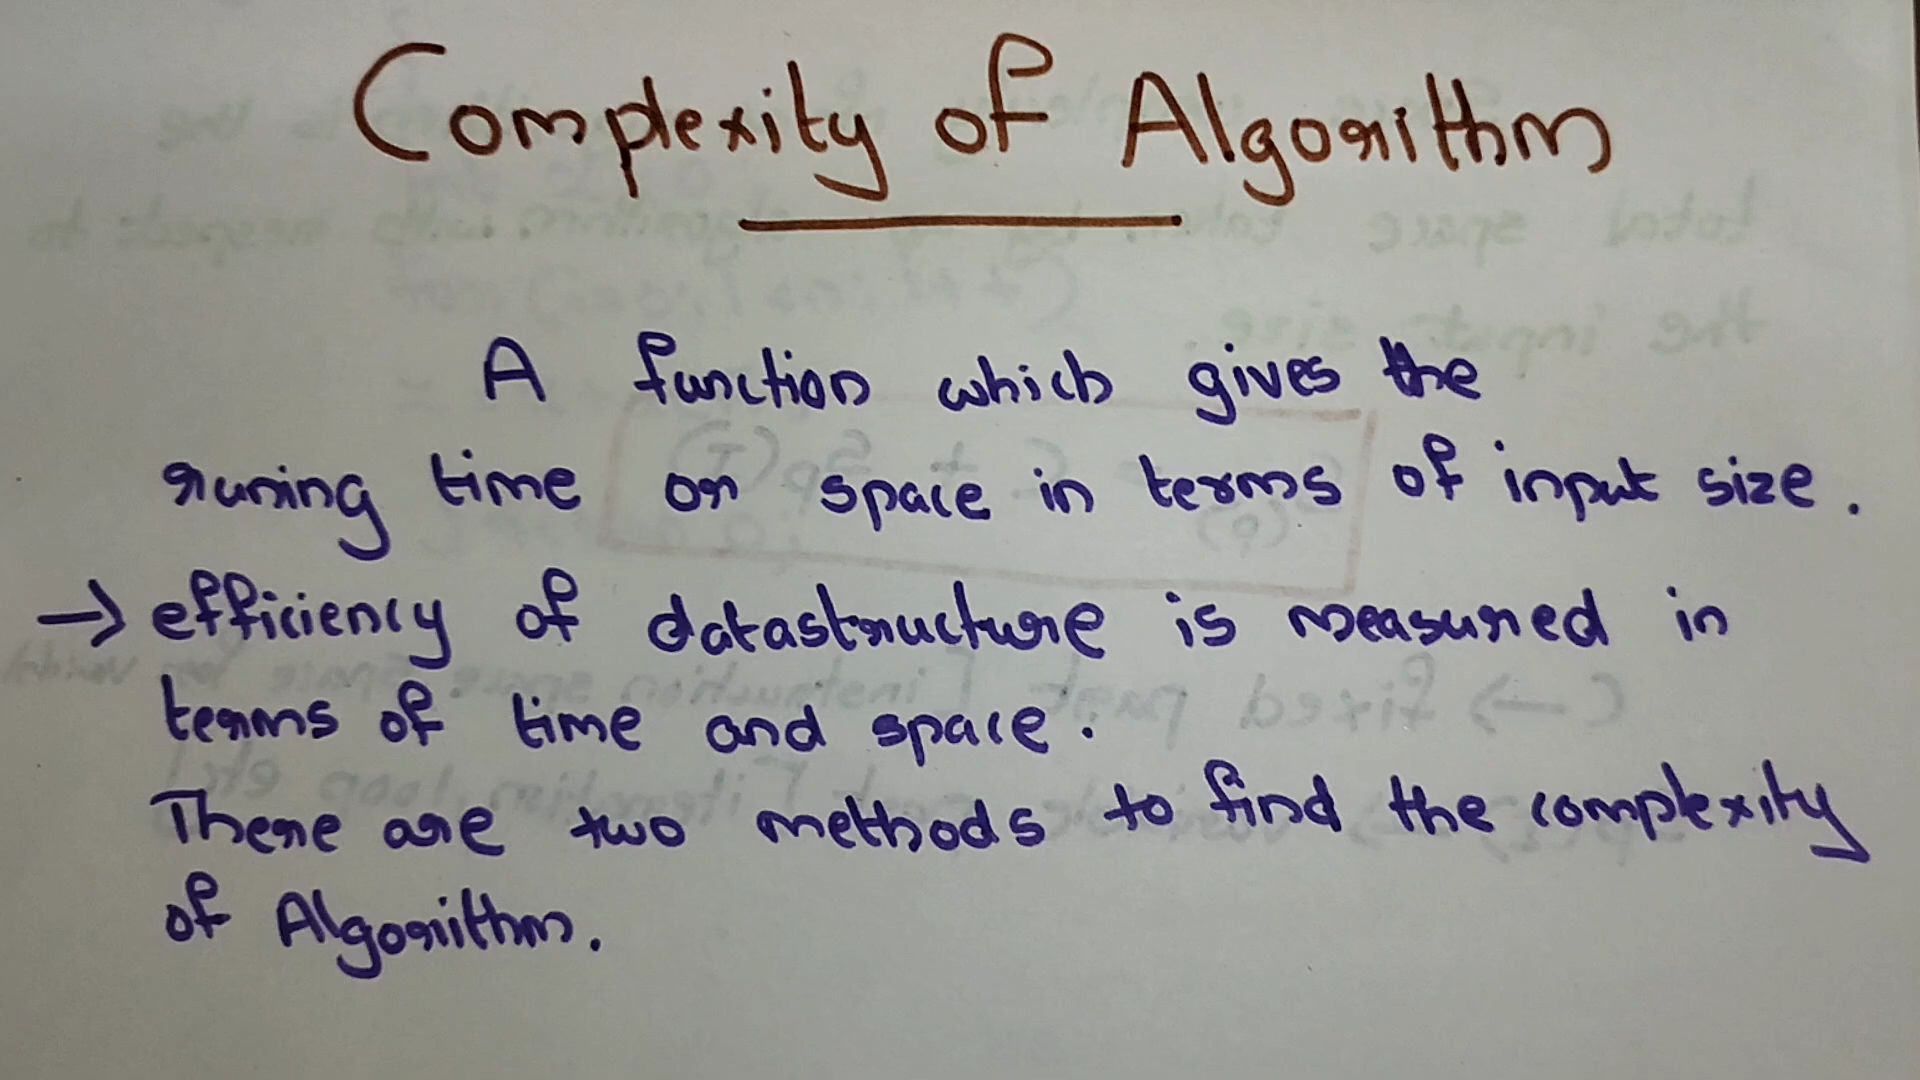 Complexity of Algorithm
A function which gives the
runing time or space in terms of input size.
→ efficiency of datastructure is measured in
terms of time and space.
There are two methods to find the complexity
of Algorithm.